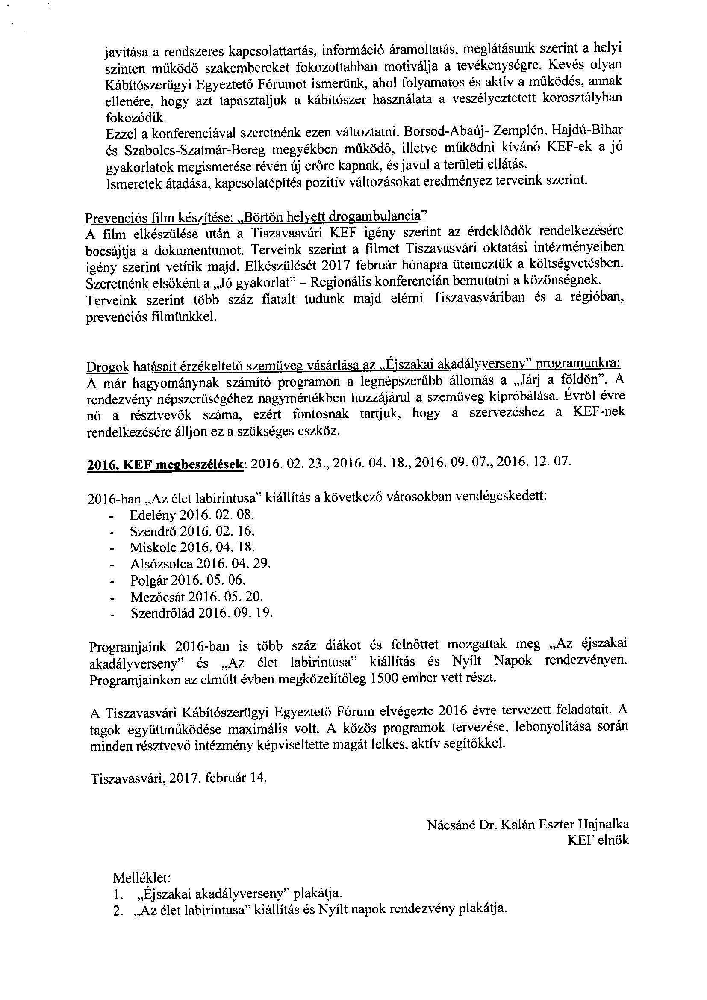 javítása a rendszeres kapcsolattartás, információ áramoltatás, meglátásunk szerint a helyi
szinten működő szakembereket fokozottabban motiválja a tevékenységre. Kevés olyan
Kábítószerügyi Egyeztető Fórumot ismerünk, ahol folyamatos és aktív a működés, annak
ellenére, hogy azt tapasztaljuk a kábítószer használata a veszélyeztetett korosztályban
fokozódik.
Ezzel a konferenciával szeretnénk ezen változtatni. Borsod-Abaúj- Zemplén, Hajdú-Bihar
és Szabolcs-Szatmár-Bereg megyékben működő, illetve működni kívánó KEF-ek a jó
gyakorlatok megismerése révén új erőre kapnak, és javul a területi ellátás.
Ismeretek átadása, kapcsolatépítés pozitív változásokat eredményez terveink szerint.
Prevenciós film készítése: „Börtön helyett drogambulancia”
A film elkészülése után a Tiszavasvári KEF igény szerint az érdeklődők rendelkezésére
bocsájtja a dokumentumot. Terveink szerint a filmet Tiszavasvári oktatási intézményeiben
igény szerint vetítik majd. Elkészülését 2017 február hónapra ütemeztük a költségvetésben.
Szeretnénk elsőként a „Jó gyakorlat” – Regionális konferencián bemutatni a közönségnek.
Terveink szerint több száz fiatalt tudunk majd elérni Tiszavasváriban és a régióban,
prevenciós filmünkkel.
Drogok hatásait érzékeltető szemüveg vásárlása az „Éjszakai akadályverseny” programunkra:
A már hagyománynak számító programon a legnépszerűbb állomás a „Járj a földön”. A
rendezvény népszerűségéhez nagymértékben hozzájárul a szemüveg kipróbálása. Évről évre
nő a résztvevők száma, ezért fontosnak tartjuk, hogy a szervezéshez a KEF-nek
rendelkezésére álljon ez a szükséges eszköz.
2016. KEF megbeszélések: 2016. 02. 23., 2016. 04. 18., 2016. 09. 07., 2016. 12. 07.
2016-ban „Az élet labirintusa” kiállítás a következő városokban vendégeskedett:
- Edelény 2016. 02. 08.
- Szendrő 2016. 02. 16.
- Miskolc 2016. 04. 18.
- Alsózsolca 2016. 04. 29.
- Polgár 2016. 05. 06.
- Mezőcsát 2016. 05. 20.
- Szendrőlád 2016. 09. 19.
Programjaink 2016-ban is több száz diákot és felnőttet mozgattak meg „Az éjszakai
akadályverseny” és „Az élet labirintusa” kiállítás és Nyílt Napok rendezvényen.
Programjainkon az elmúlt évben megközelítőleg 1500 ember vett részt.
A Tiszavasvári Kábítószerügyi Egyeztető Fórum elvégezte 2016 évre tervezett feladatait. A
tagok együttműködése maximális volt. A közös programok tervezése, lebonyolítása során
minden résztvevő intézmény képviseltette magát lelkes, aktív segítőkkel.
Tiszavasvári, 2017. február 14.
Nácsáné Dr. Kalán Eszter Hajnalka
KEF elnök
Melléklet:
1. „Éjszakai akadályverseny” plakátja.
2. „Az élet labirintusa” kiállítás és Nyílt napok rendezvény plakátja.